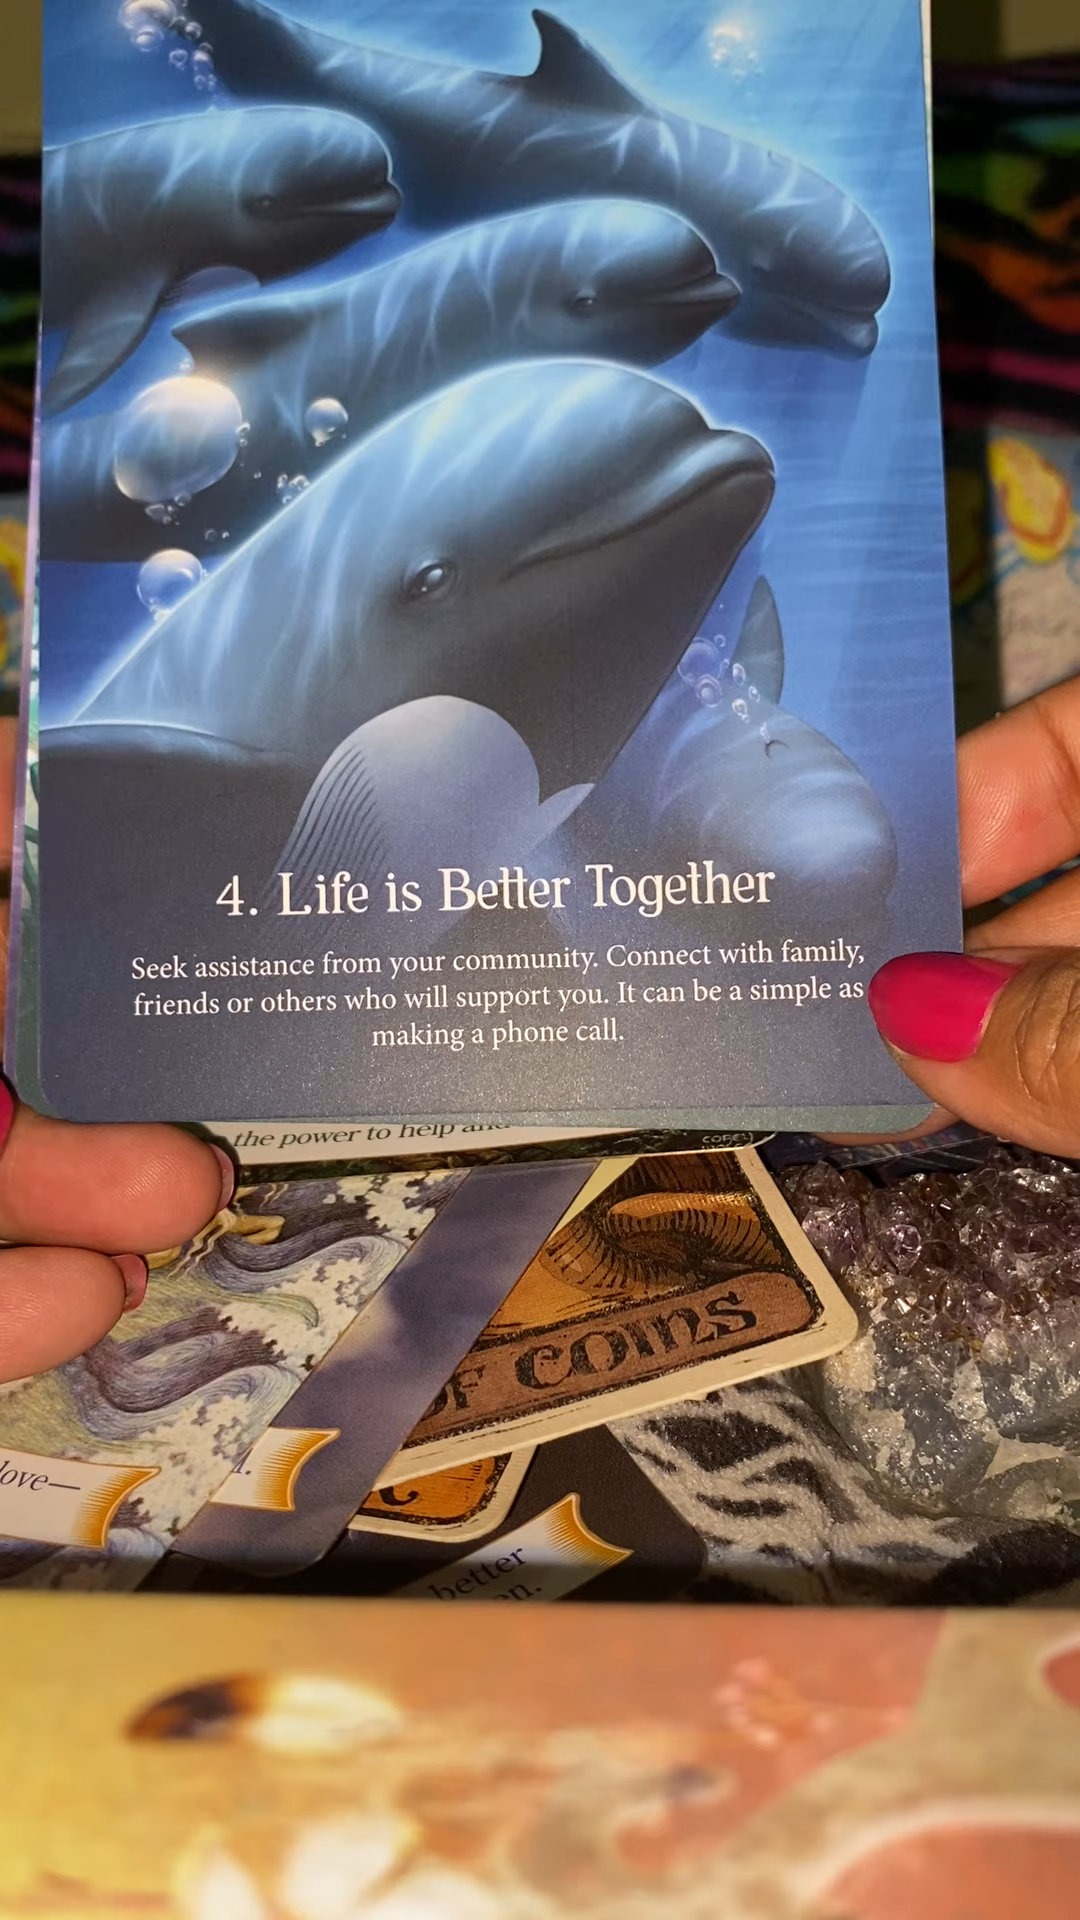 4. Life is Better Together
Seek assistance from your community. Connect with family,
friends or others who will support you. It can be a simple as
making a phone call.
the power to help and
OF COINS
love—
better